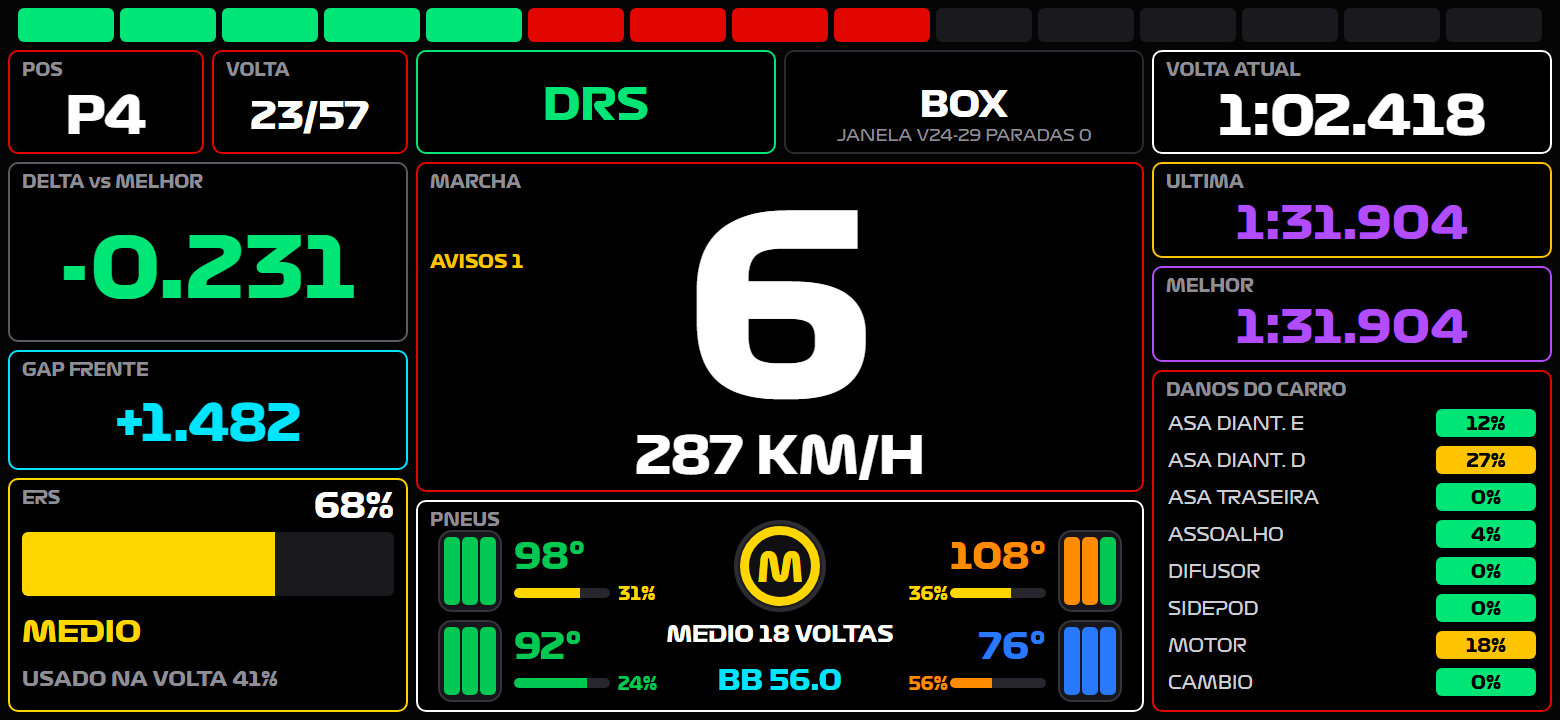 POS
P4
VOLTA
23/57
DRS
BOX
JANELA V24-29 PARADAS 0
VOLTA ATUAL
1:02.418
DELTA vs MELHOR
-0.231
GAP FRENTE
+1.482
ERS
68%
MEDIO
USADO NA VOLTA 41%
MARCHA
AVISOS 1
6
287 KM/H
PNEUS
98°
31%
M
108°
36%
92°
24%
MEDIO 18 VOLTAS
BB 56.0
76°
56%
ULTIMA
1:31.904
MELHOR
1:31.904
DANOS DO CARRO
ASA DIANT. E 12%
ASA DIANT. D 27%
ASA TRASEIRA 0%
ASSOALHO 4%
DIFUSOR 0%
SIDEPOD 0%
MOTOR 18%
CAMBIO 0%